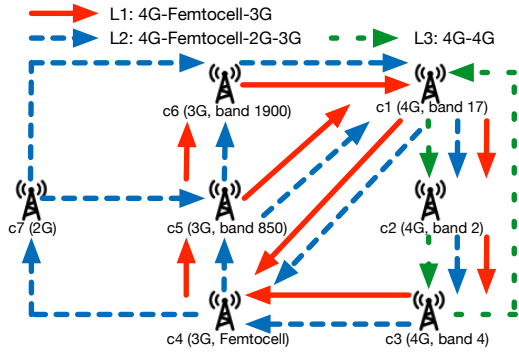 L1: 4G-Femtocell-3G
L2: 4G-Femtocell-2G-3G
L3: 4G-4G
c6 (3G, band 1900)
c1 (4G, band 17)
c7 (2G)
c5 (3G, band 850)
c2 (4G, band 2)
c4 (3G, Femtocell)
c3 (4G, band 4)